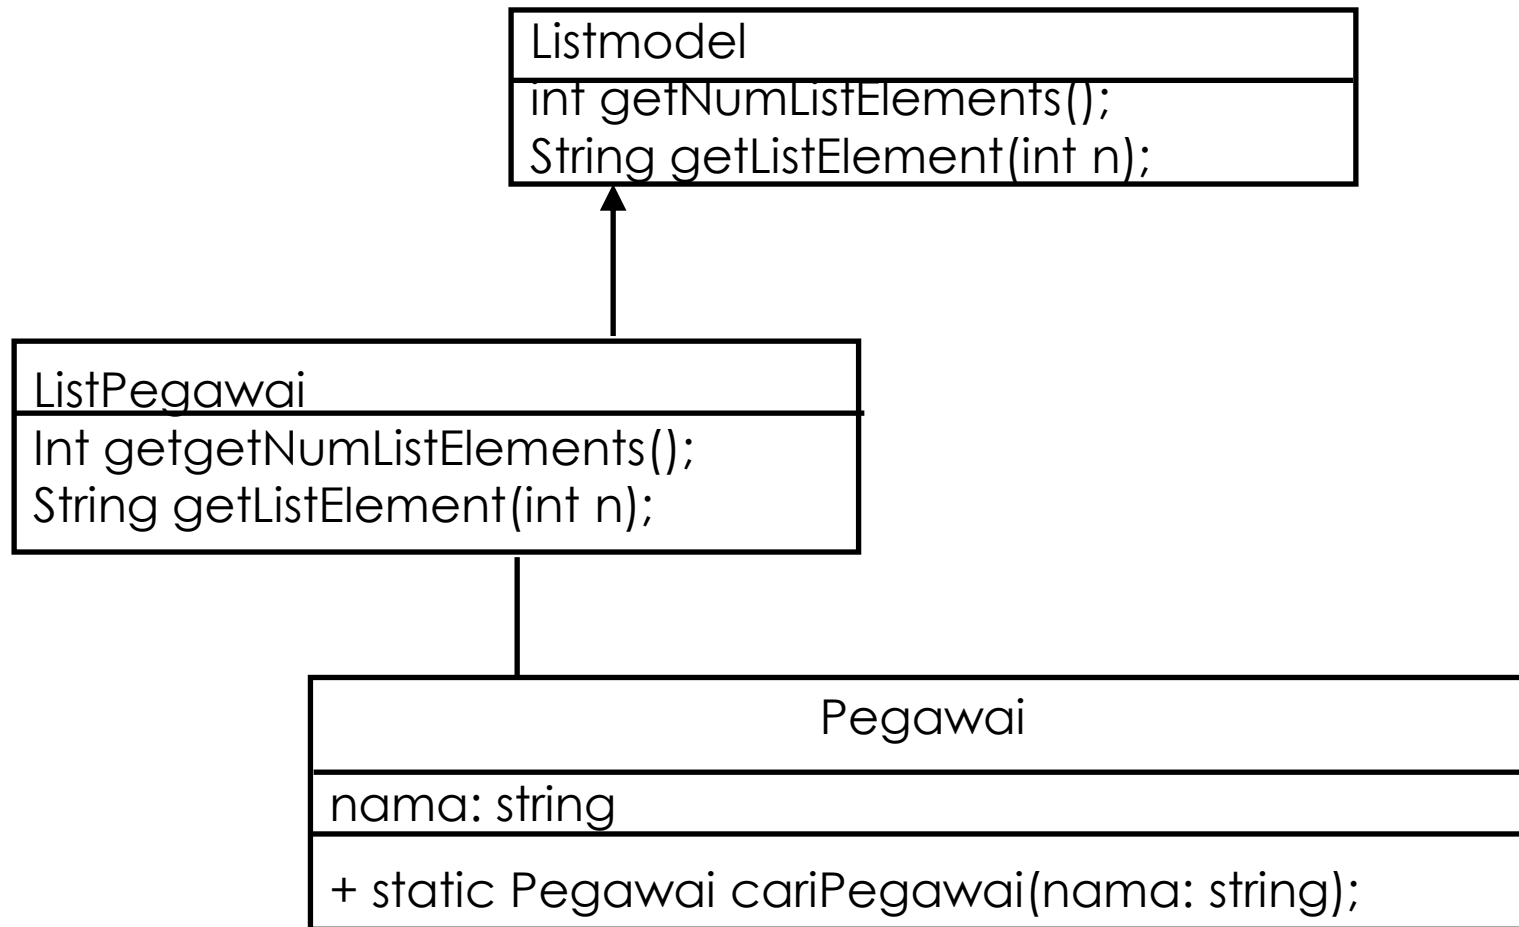 Listmodel
int getNumListElements();
String getListElement(int n);
ListPegawai
Int getgetNumListElements();
String getListElement(int n);
Pegawai
nama: string
+ static Pegawai cariPegawai(nama: string);